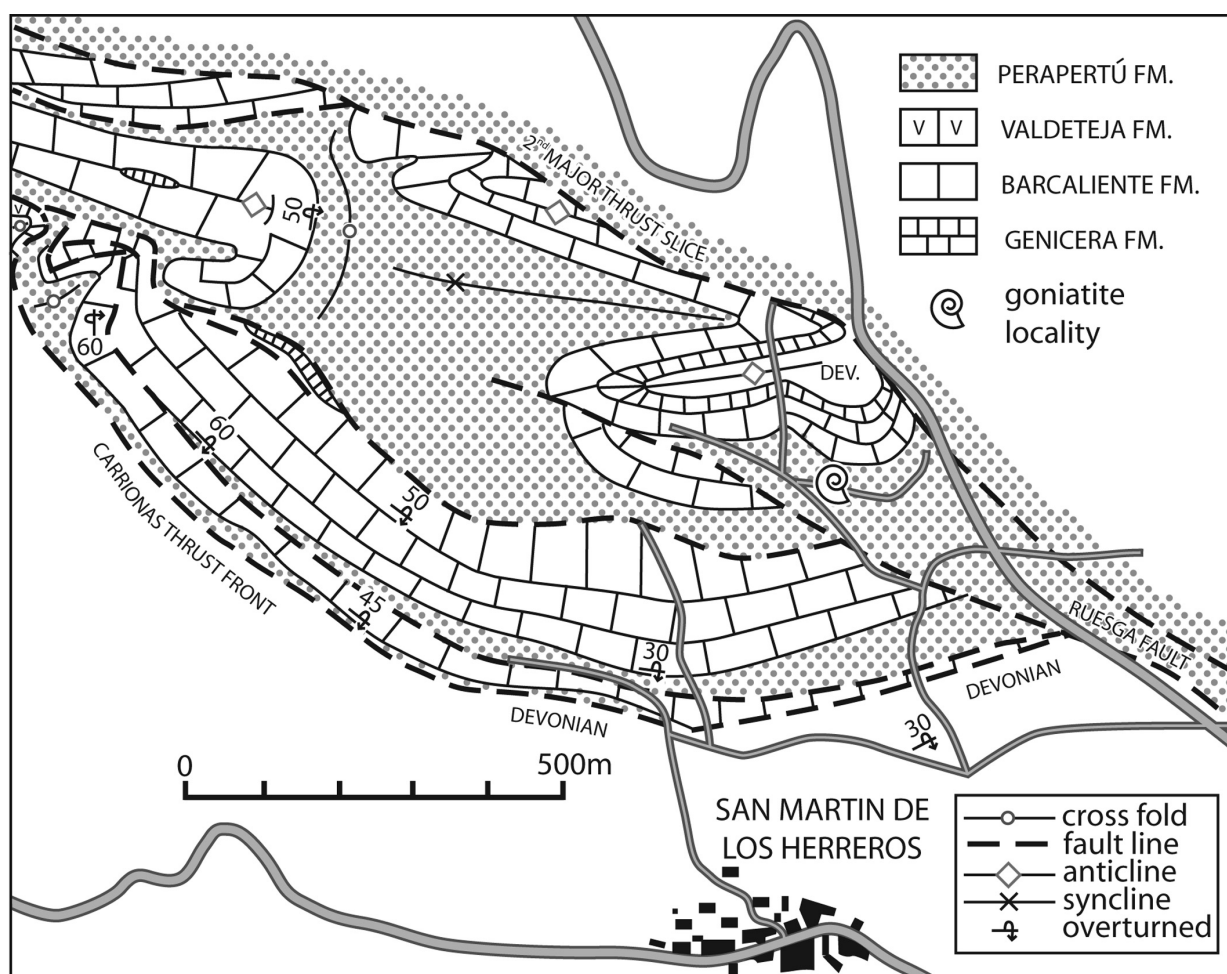 PERAPERTÚ FM.
V V
VALDETEJA FM.
BARCALIENTE FM.
GENICERA FM.
goniatite
locality
2nd MAJOR THRUST SLICE
50
V
60
DEV.
60
50
CARRIONAS THRUST FRONT
45
30
RUESGA FAULT
DEVONIAN
DEVONIAN
30
0
500m
SAN MARTIN DE
LOS HERREROS
cross fold
fault line
anticline
syncline
overturned